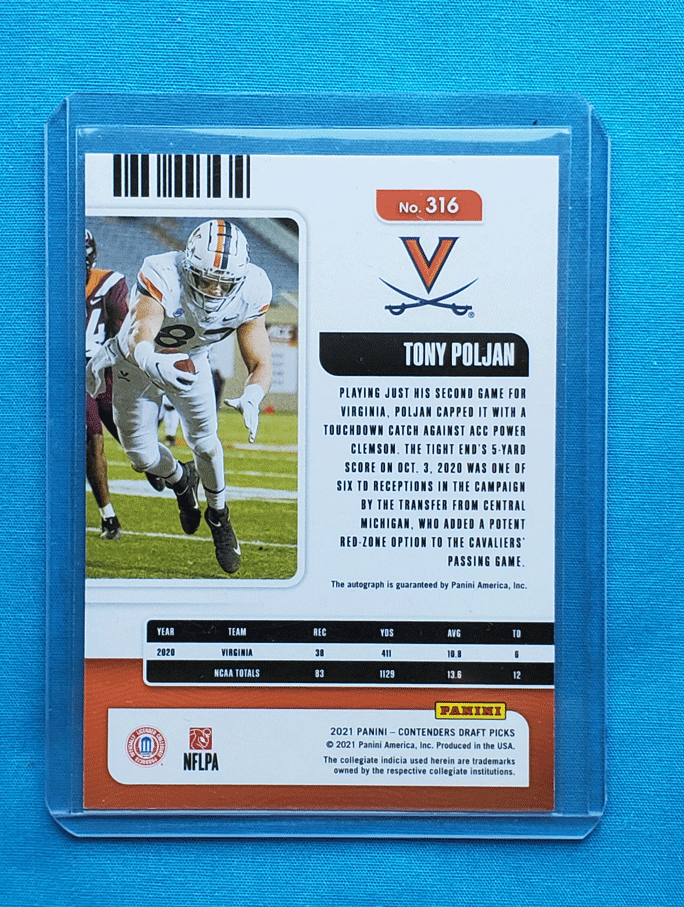 No. 316
V
®
TONY POLJAN
PLAYING JUST HIS SECOND GAME FOR
VIRGINIA, POLJAN CAPPED IT WITH A
TOUCHDOWN CATCH AGAINST ACC POWER
CLEMSON. THE TIGHT END'S 5-YARD
SCORE ON OCT. 3, 2020 WAS ONE OF
SIX TD RECEPTIONS IN THE CAMPAIGN
BY THE TRANSFER FROM CENTRAL
MICHIGAN, WHO ADDED A POTENT
RED-ZONE OPTION TO THE CAVALIERS'
PASSING GAME.
The autograph is guaranteed by Panini America, Inc.
YEAR TEAM REC YDS AVG TD
2020 VIRGINIA 38 411 10.8 6
NCAA TOTALS 83 1129 13.6 12
PANINI
2021 PANINI – CONTENDERS DRAFT PICKS
© 2021 Panini America, Inc. Produced in the USA.
The collegiate indicia used herein are trademarks
owned by the respective collegiate institutions.
OFFICIALLY LICENSED COLLEGIATE PRODUCTS
NFLPA
87